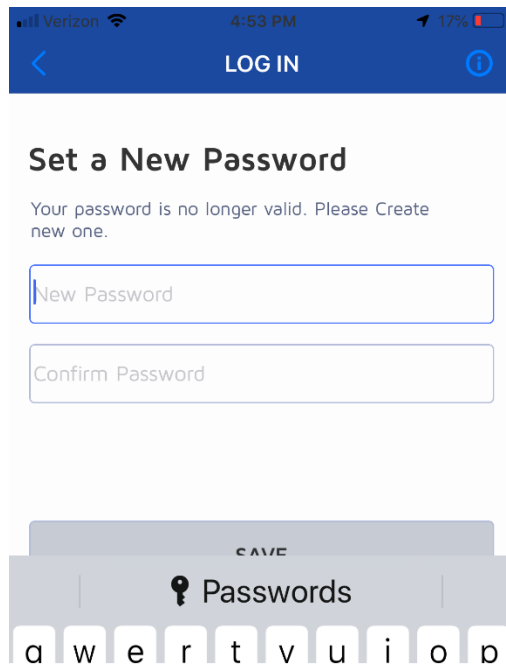 Verizon 4:53 PM 17%
LOG IN
Set a New Password
Your password is no longer valid. Please Create
new one.
New Password
Confirm Password
SAVE
Passwords
q w e r t y u i o p